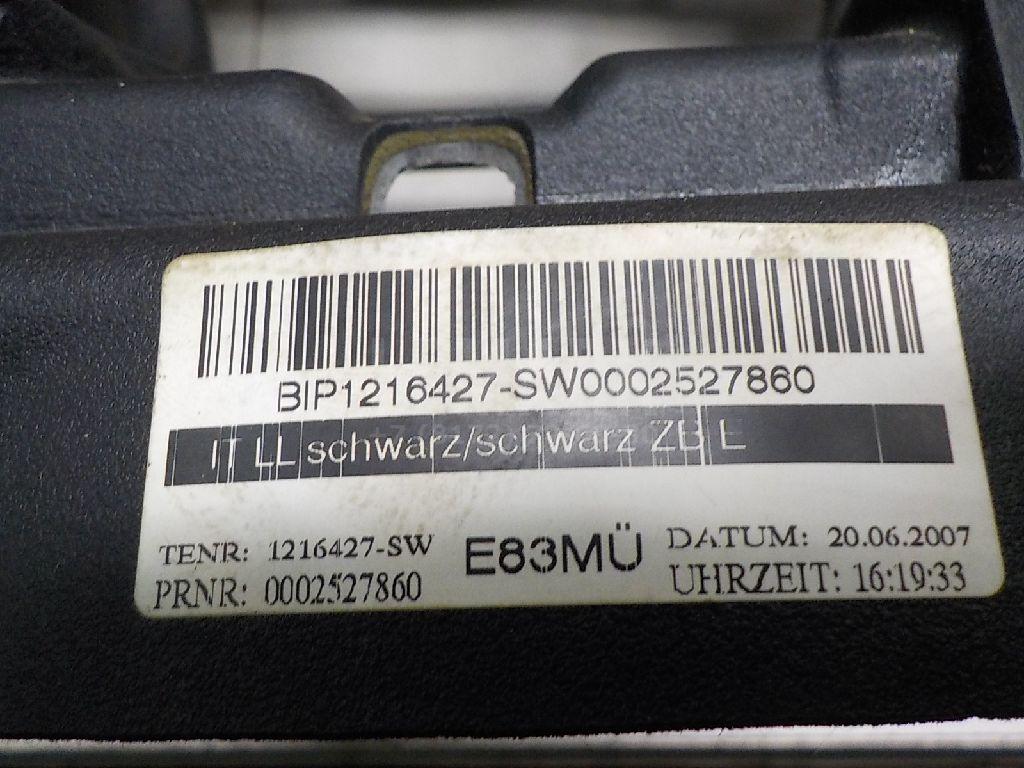 BIP1216427-SW0002527860
IT LL schwarz/schwarz ZB L
TENR: 1216427-SW
PRNR: 0002527860
E83MÜ
DATUM: 20.06.2007
UHRZEIT: 16:19:33